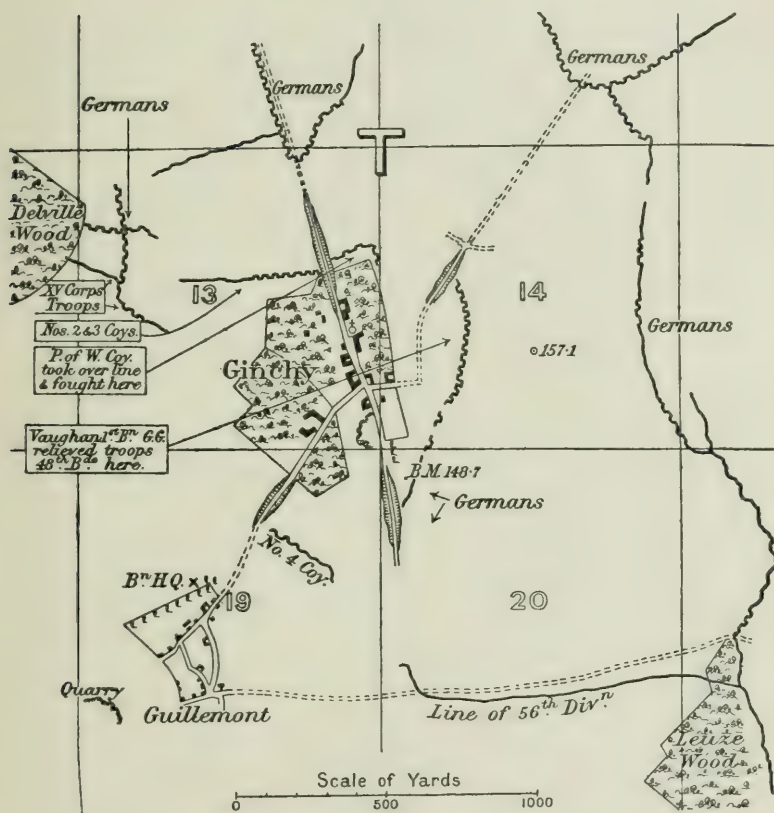 Germans
Germans
Germans
T
Delville
Wood
13
14
XV Corps
Troops
Nos. 2 & 3 Coys.
P. of W. Coy.
took over line
& fought here
Ginchy
157·1
Germans
Vaughan 1st Bn G.G.
relieved troops
48th Bde
here.
B.M. 148·7
Germans
No. 4 Coy.
Bn H.Q. x
19
20
Quarry
Guillemont
Line of 56th Divn.
Leuze
Wood
Scale of Yards
0 500 1000